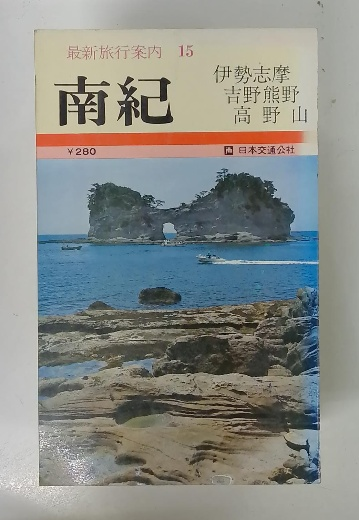 最新旅行案内 15
南紀
伊勢志摩
吉野熊野
高野山
¥280
日本交通公社